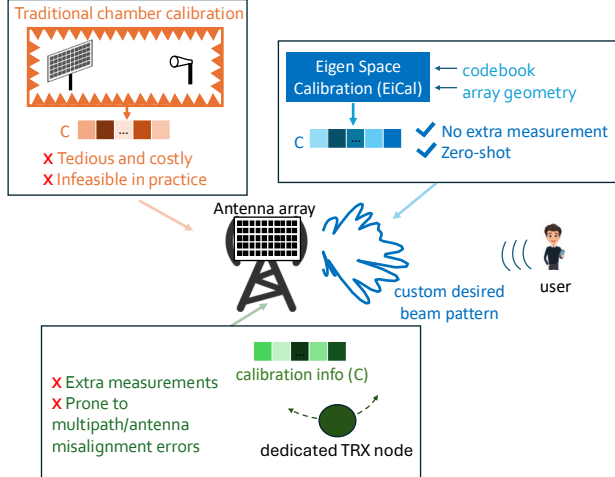 Traditional chamber calibration
C
...
X Tedious and costly
X Infeasible in practice
Eigen Space
Calibration (EiCal)
codebook
array geometry
C
...
No extra measurement
Zero-shot
Antenna array
custom desired
beam pattern
user
X Extra measurements
X Prone to
multipath/antenna
misalignment errors
...
calibration info (C)
dedicated TRX node